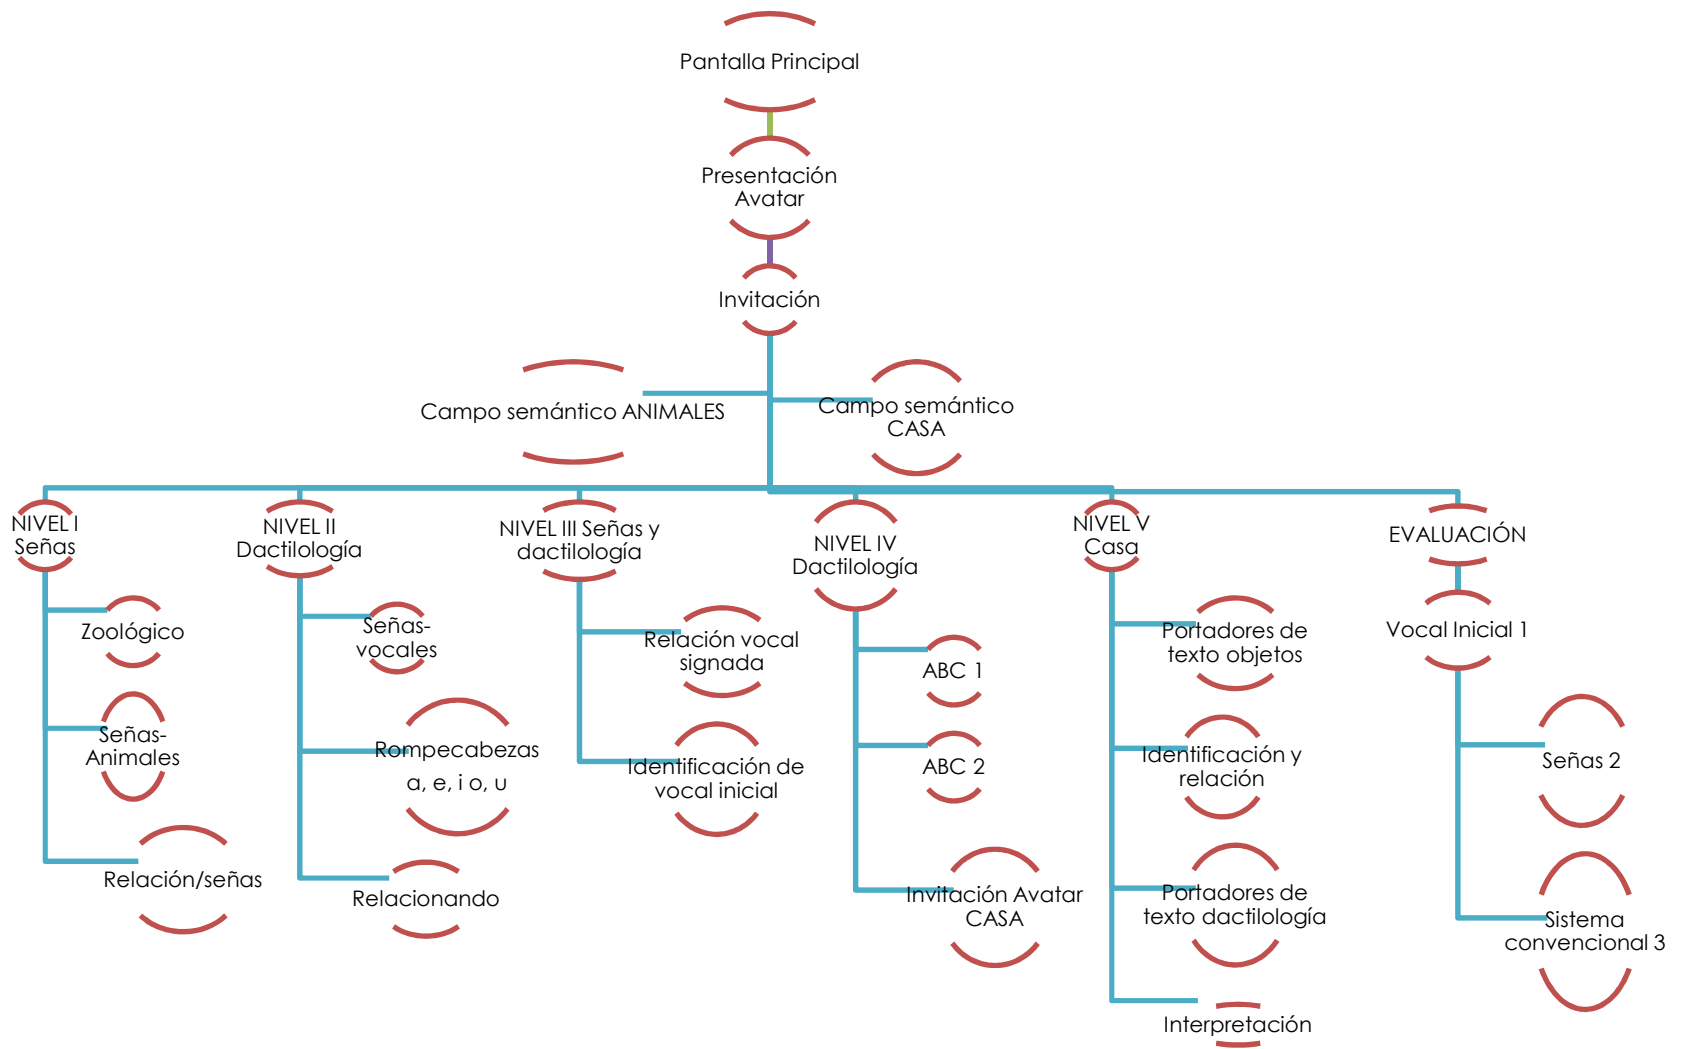 Pantalla Principal
Presentación
Avatar
Invitación
Campo semántico ANIMALES
Campo semántico
CASA
NIVEL I
Señas
Zoológico
Señas-
Animales
Relación/señas
NIVEL II
Dactilología
Señas-
vocales
Rompecabezas
a, e, i o, u
Relacionando
NIVEL III Señas y
dactilología
Relación vocal
signada
Identificación de
vocal inicial
NIVEL IV
Dactilología
ABC 1
ABC 2
Invitación Avatar
CASA
NIVEL V
Casa
Portadores de
texto objetos
Identificación y
relación
Portadores de
texto dactilología
Interpretación
EVALUACIÓN
Vocal Inicial 1
Señas 2
Sistema
convencional 3